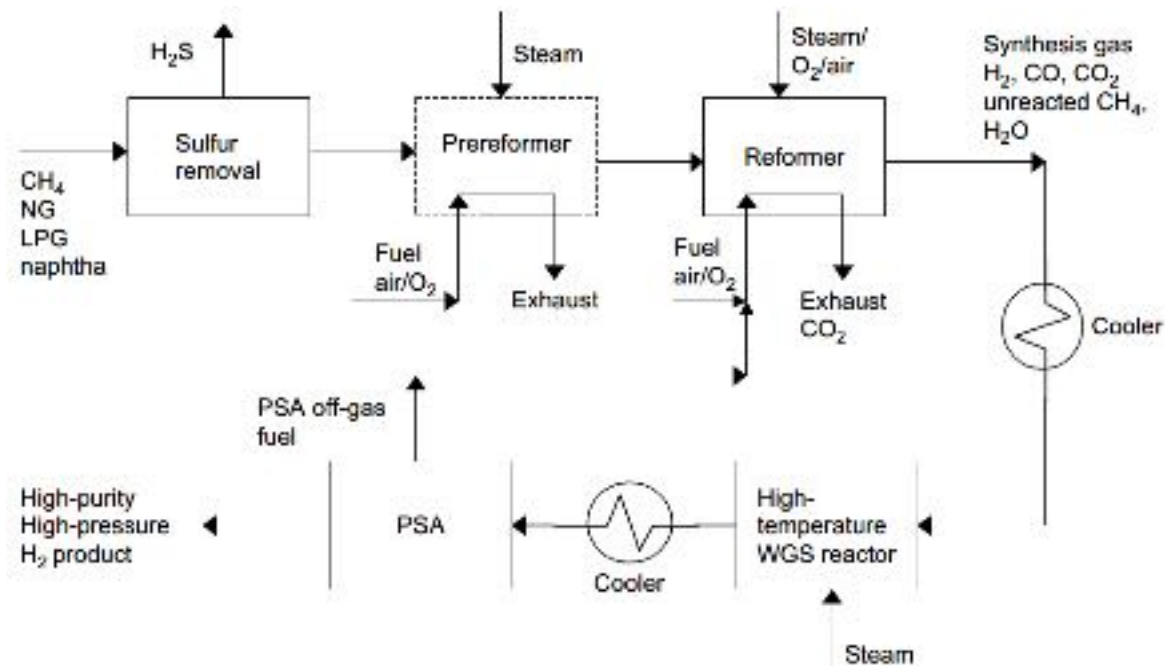 H₂S
Steam
Steam/
O₂/air
Synthesis gas
H₂, CO, CO₂
unreacted CH₄,
H₂O
Sulfur
removal
Prereformer
Reformer
CH₄
NG
LPG
naphtha
Fuel
air/O₂
Exhaust
Fuel
air/O₂
Exhaust
CO₂
Cooler
PSA off-gas
fuel
High-purity
High-pressure
H₂ product
PSA
Cooler
High-
temperature
WGS reactor
Steam